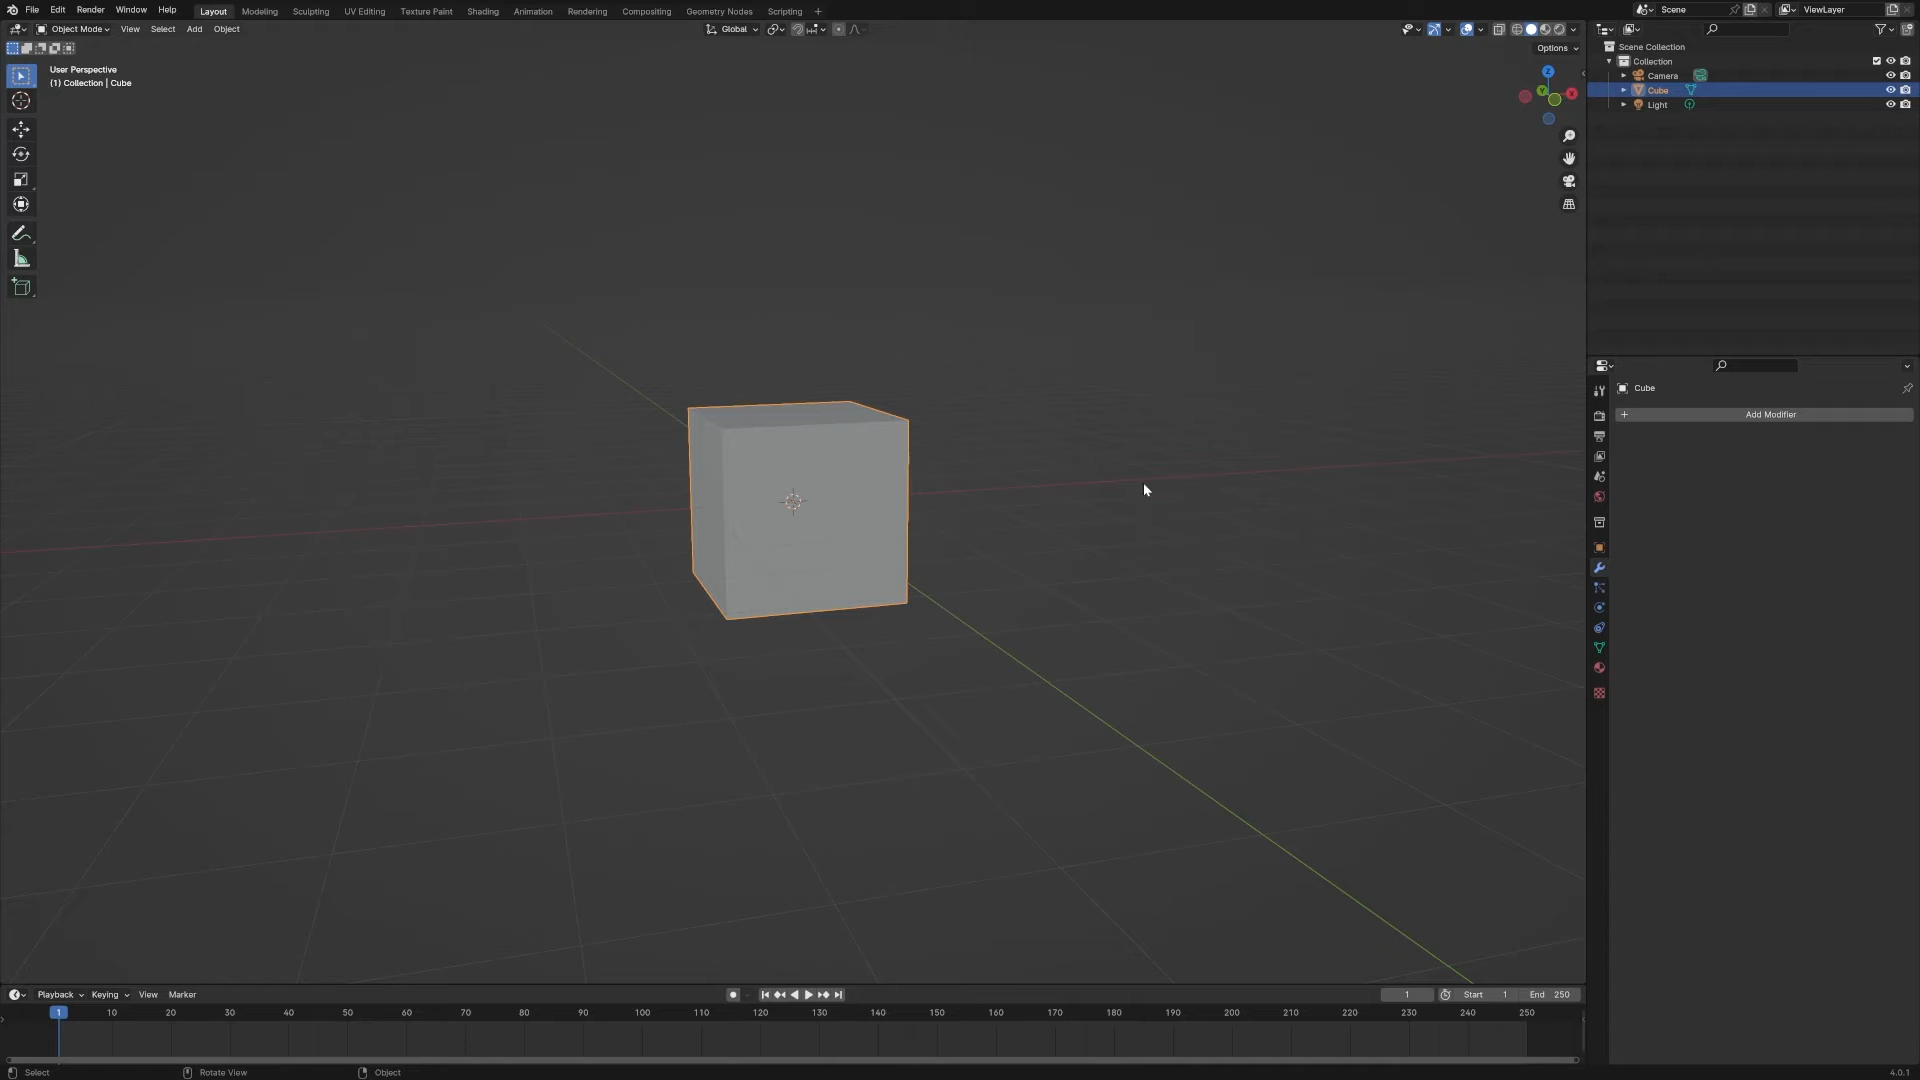 File Edit Render Window Help Layout Modeling Sculpting UV Editing Texture Paint Shading Animation Rendering Compositing Geometry Nodes Scripting + Scene ViewLayer
Object Mode View Select Add Object Global
Options
User Perspective
(1) Collection | Cube
Z
Y
X
Scene Collection
Collection
Camera
Cube
Light
Cube
+ Add Modifier
Playback Keying View Marker 1 Start 1 End 250
1 10 20 30 40 50 60 70 80 90 100 110 120 130 140 150 160 170 180 190 200 210 220 230 240 250
Select Rotate View Object 4.0.1